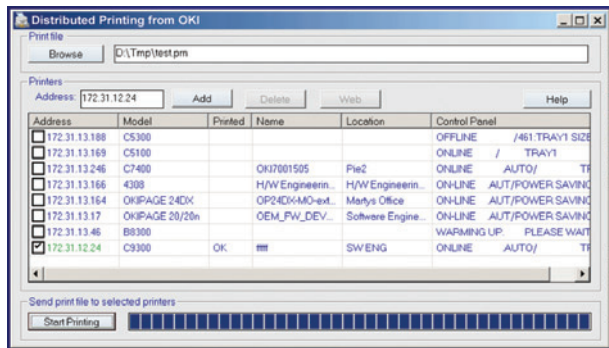 Distributed Printing from OKI
Print file
Browse D:\Tmp\test.prn
Printers
Address: 172.31.12.24 Add Delete Web Help
Address Model Printed Name Location Control Panel
172.31.13.188 C5300 OFFLINE /461:TRAY1 SIZE
172.31.13.169 C5100 ONLINE / TRAY1
172.31.13.246 C7400 OKI7001505 Pie2 ONLINE AUTO/ TF
172.31.13.166 4308 H/W Engineerin... H/W Engineerin... ON-LINE .AUT/POWER SAVING
172.31.13.164 OKIPAGE 24DX OP24DX-MO-ext... Martys Office ON-LINE .AUT/POWER SAVING
172.31.13.17 OKIPAGE 20/20n OEM_FW_DEV... Software Engine... ON-LINE .AUT/POWER SAVING
172.31.13.46 B8300 WARMING UP. PLEASE WAIT
172.31.12.24 C9300 OK fffff SW ENG ONLINE AUTO/ TF
Send print file to selected printers
Start Printing